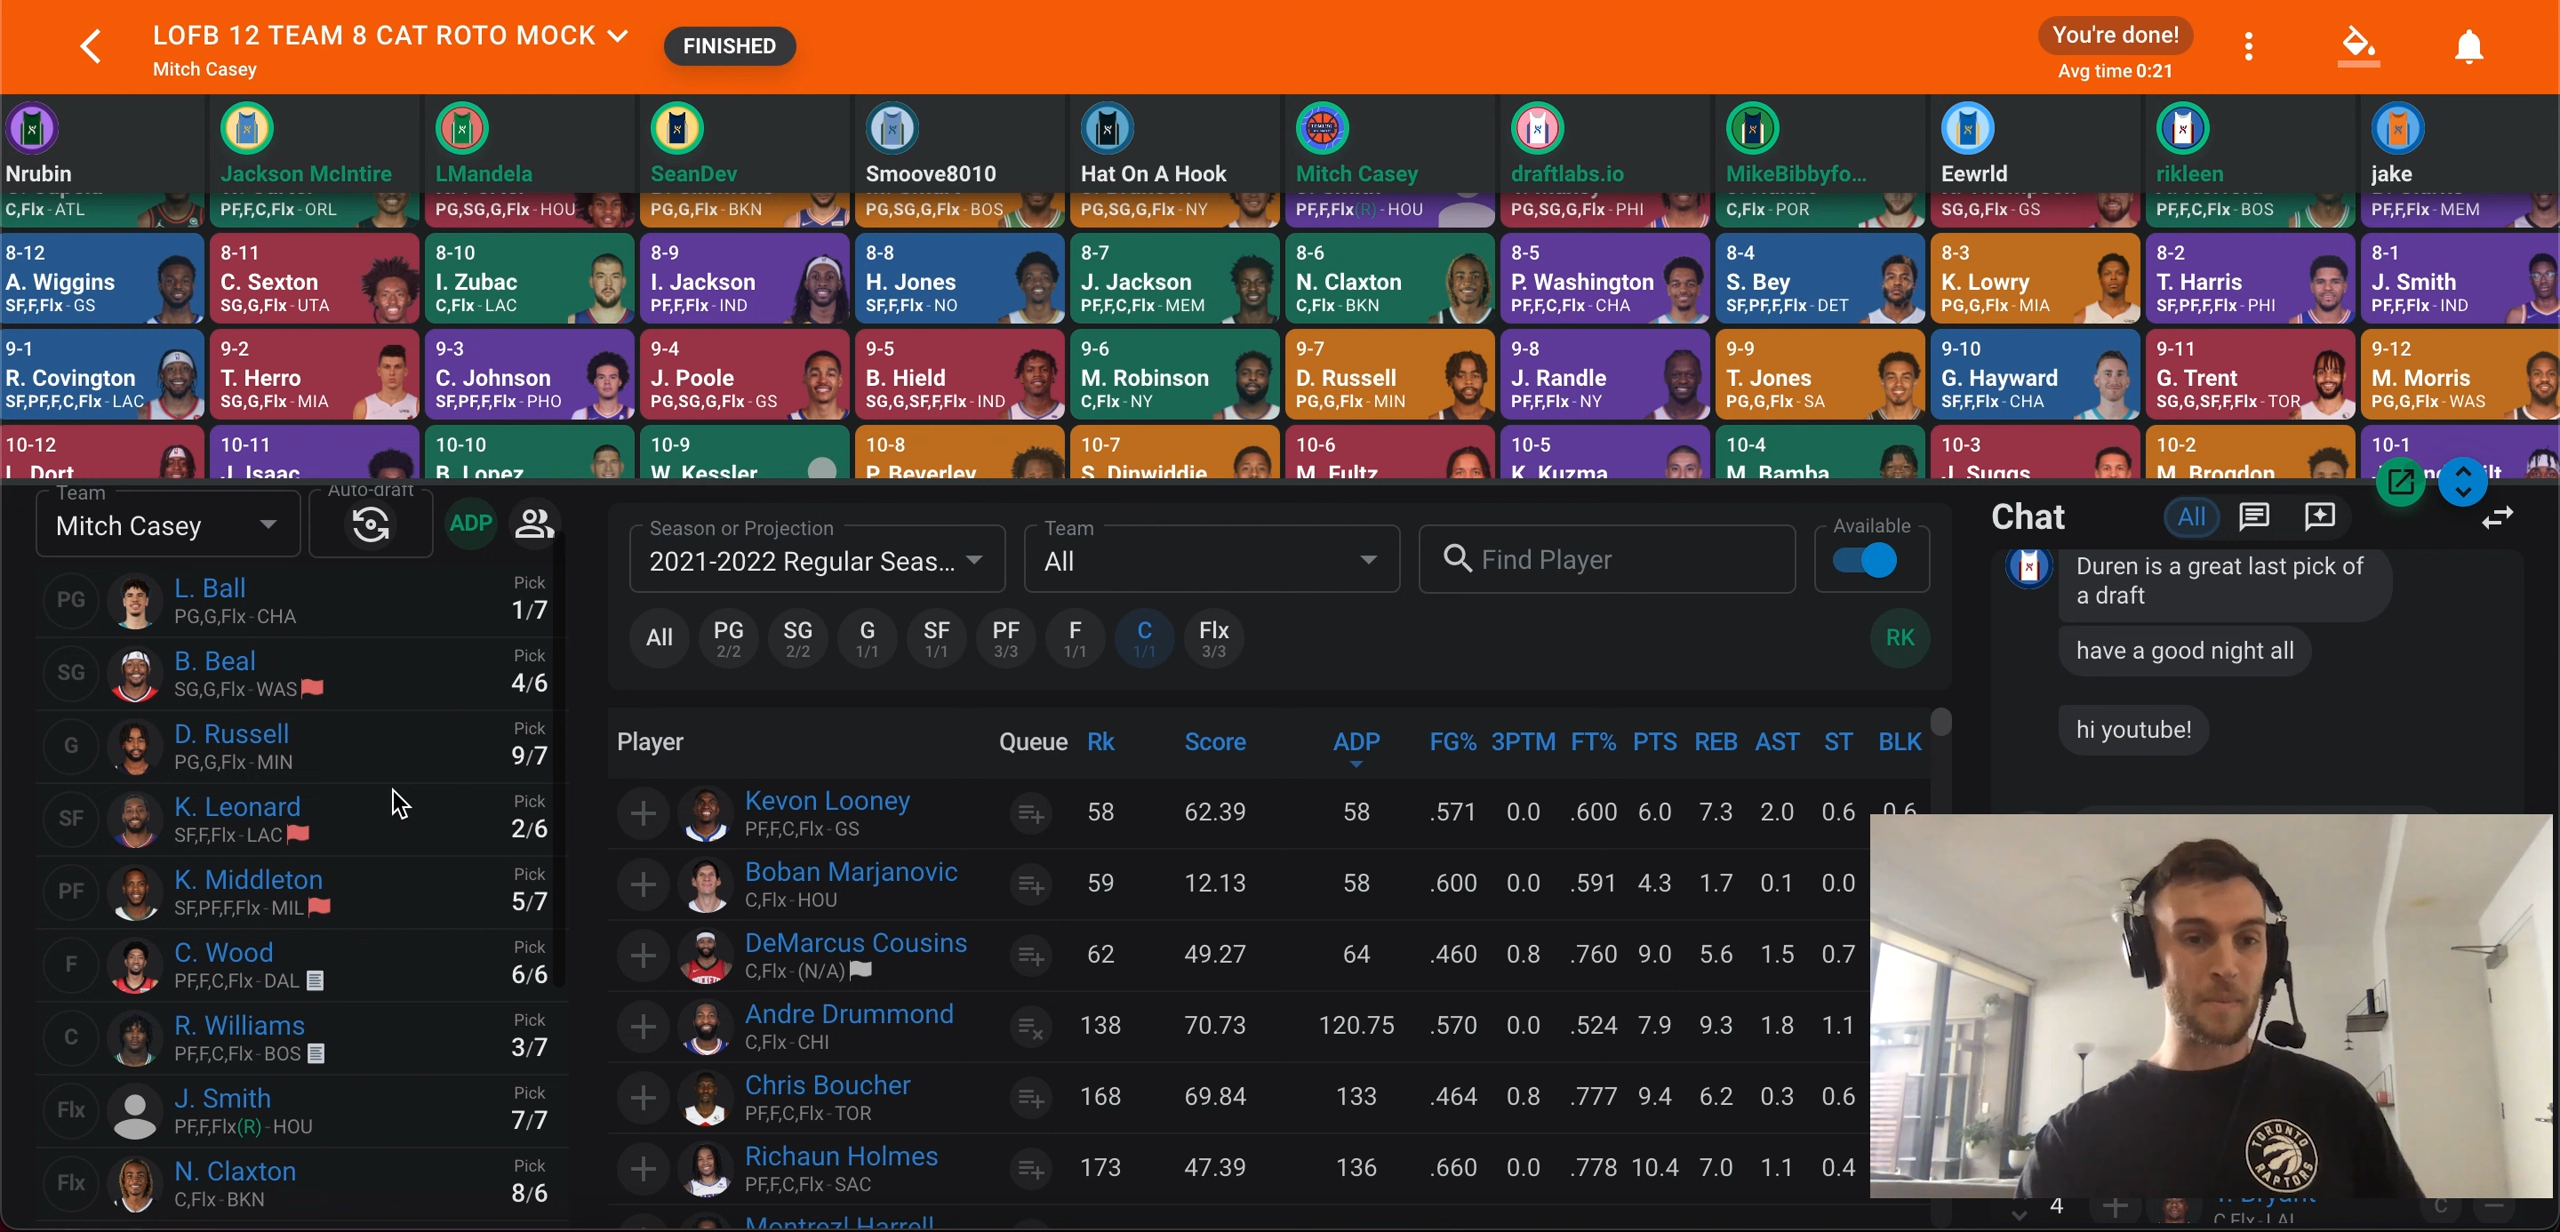 LOFB 12 TEAM 8 CAT ROTO MOCK
Mitch Casey
FINISHED
You're done!
Avg time 0:21
Nrubin
Jackson McIntire
LMandela
SeanDev
Smoove8010
Hat On A Hook
Mitch Casey
draftlabs.io
MikeBibbyfo...
Eewrld
rikleen
jake
C,Flx - ATL
PF,F,C,Flx - ORL
PG,SG,G,Flx - HOU
PG,G,Flx - BKN
PG,SG,G,Flx - BOS
PG,SG,G,Flx - NY
PF,F,Flx(R) - HOU
PG,SG,G,Flx - PHI
C,Flx - POR
SG,G,Flx - GS
PF,F,C,Flx - BOS
PF,F,Flx - MEM
8-12
A. Wiggins
SF,F,Flx - GS
8-11
C. Sexton
SG,G,Flx - UTA
8-10
I. Zubac
C,Flx - LAC
8-9
I. Jackson
PF,F,Flx - IND
8-8
H. Jones
SF,F,Flx - NO
8-7
J. Jackson
PF,F,C,Flx - MEM
8-6
N. Claxton
C,Flx - BKN
8-5
P. Washington
PF,F,C,Flx - CHA
8-4
S. Bey
SF,PF,F,Flx - DET
8-3
K. Lowry
PG,G,Flx - MIA
8-2
T. Harris
SF,PF,F,Flx - PHI
8-1
J. Smith
PF,F,Flx - IND
9-1
R. Covington
SF,PF,F,C,Flx - LAC
9-2
T. Herro
SG,G,Flx - MIA
9-3
C. Johnson
SF,PF,F,Flx - PHO
9-4
J. Poole
PG,SG,G,Flx - GS
9-5
B. Hield
SG,G,SF,F,Flx - IND
9-6
M. Robinson
C,Flx - NY
9-7
D. Russell
PG,G,Flx - MIN
9-8
J. Randle
PF,F,Flx - NY
9-9
T. Jones
PG,G,Flx - SA
9-10
G. Hayward
SF,F,Flx - CHA
9-11
G. Trent
SG,G,SF,F,Flx - TOR
9-12
M. Morris
PG,G,Flx - WAS
10-12
L. Dort
10-11
J. Isaac
10-10
B. Lopez
10-9
W. Kessler
10-8
P. Beverley
10-7
S. Dinwiddie
10-6
M. Fultz
10-5
K. Kuzma
10-4
M. Bamba
10-3
J. Suggs
10-2
M. Brogdon
10-1
Team
Mitch Casey
Auto-draft
ADP
PG
L. Ball
PG,G,Flx - CHA
Pick
1/7
SG
B. Beal
SG,G,Flx - WAS
Pick
4/6
G
D. Russell
PG,G,Flx - MIN
Pick
9/7
SF
K. Leonard
SF,F,Flx - LAC
Pick
2/6
PF
K. Middleton
SF,PF,F,Flx - MIL
Pick
5/7
F
C. Wood
PF,F,C,Flx - DAL
Pick
6/6
C
R. Williams
PF,F,C,Flx - BOS
Pick
3/7
Flx
J. Smith
PF,F,Flx(R) - HOU
Pick
7/7
Flx
N. Claxton
C,Flx - BKN
Pick
8/6
Season or Projection
2021-2022 Regular Seas...
Team
All
Find Player
Available
All
PG 2/2
SG 2/2
G 1/1
SF 1/1
PF 3/3
F 1/1
C 1/1
Flx 3/3
RK
Player Queue Rk Score ADP FG% 3PTM FT% PTS REB AST ST BLK
Kevon Looney
PF,F,C,Flx - GS
58 62.39 58 .571 0.0 .600 6.0 7.3 2.0 0.6 0.6
Boban Marjanovic
C,Flx - HOU
59 12.13 58 .600 0.0 .591 4.3 1.7 0.1 0.0
DeMarcus Cousins
C,Flx - (N/A)
62 49.27 64 .460 0.8 .760 9.0 5.6 1.5 0.7
Andre Drummond
C,Flx - CHI
138 70.73 120.75 .570 0.0 .524 7.9 9.3 1.8 1.1
Chris Boucher
PF,F,C,Flx - TOR
168 69.84 133 .464 0.8 .777 9.4 6.2 0.3 0.6
Richaun Holmes
PF,F,C,Flx - SAC
173 47.39 136 .660 0.0 .778 10.4 7.0 1.1 0.4
Montrezl Harrell
Chat
All
Duren is a great last pick of
a draft
have a good night all
hi youtube!
TORONTO
RAPTORS
4
T. Bryant
C,Flx - LAL
C